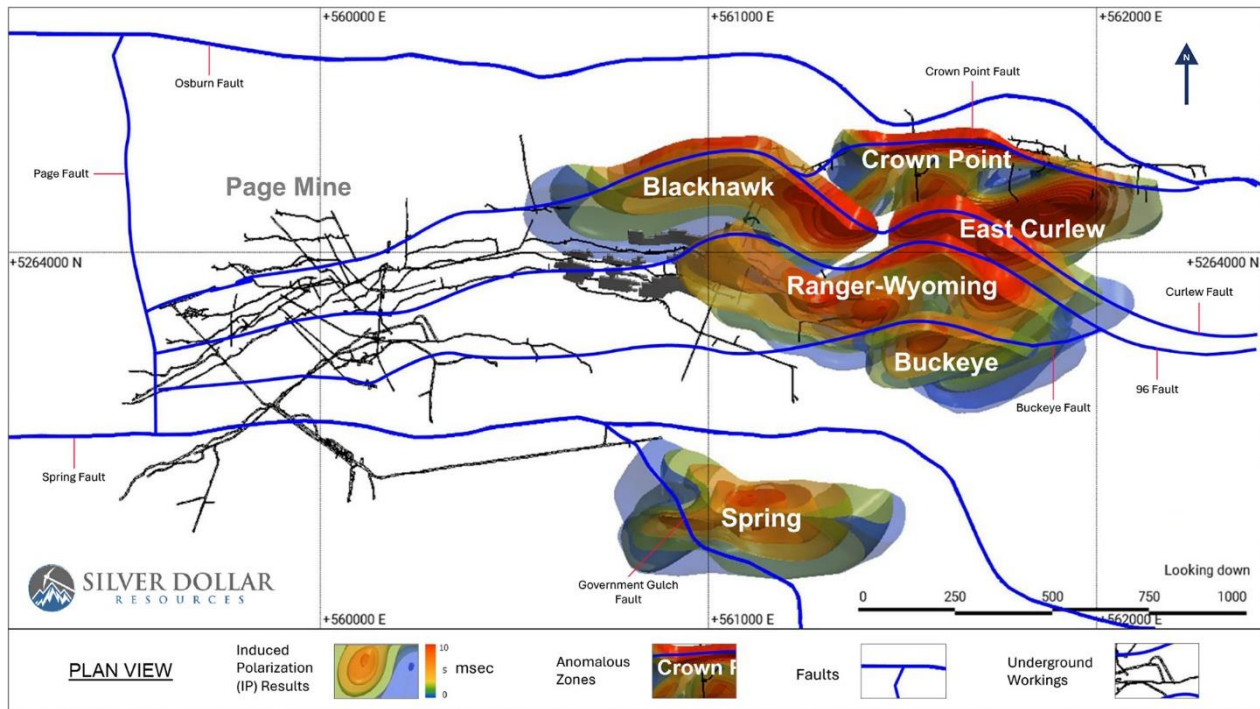 +560000 E
+561000 E
+562000 E
N
Osburn Fault
Crown Point Fault
Page Fault
Page Mine
Blackhawk
Crown Point
East Curlew
+5264000 N
+5264000 N
Ranger-Wyoming
Curlew Fault
Buckeye
96 Fault
Buckeye Fault
Spring Fault
Spring
Government Gulch
Fault
SILVER DOLLAR
RESOURCES
Looking down
0 250 500 750 1000
+560000 E
+561000 E
+562000 E
PLAN VIEW
Induced
Polarization
(IP) Results
10
5
0
msec
Anomalous
Zones
Crown P
Faults
Underground
Workings